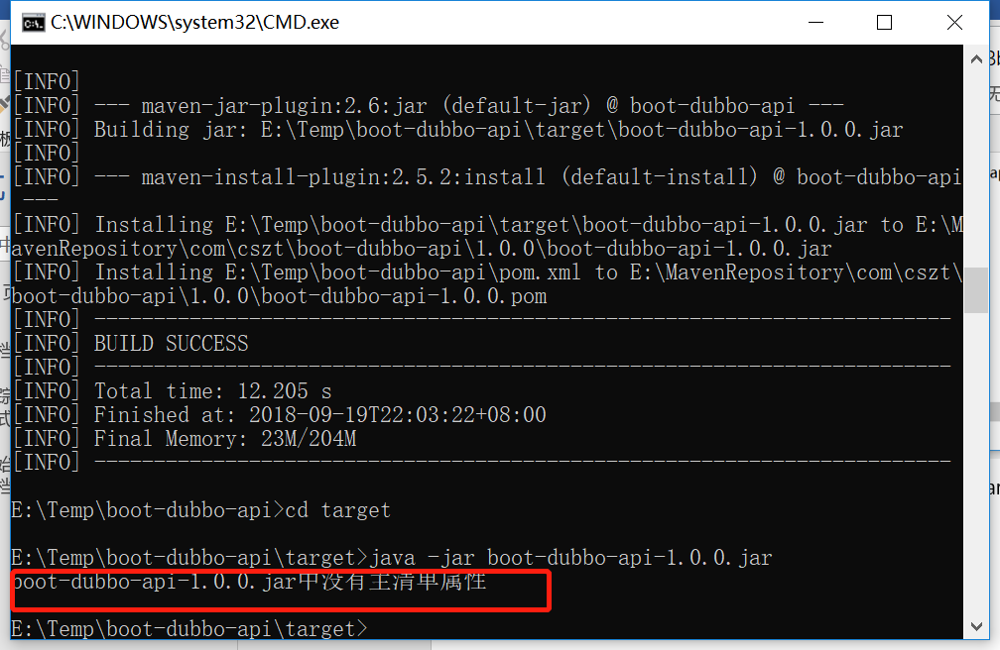 C:\WINDOWS\system32\CMD.exe
[INFO]
[INFO] --- maven-jar-plugin:2.6:jar (default-jar) @ boot-dubbo-api ---
[INFO] Building jar: E:\Temp\boot-dubbo-api\target\boot-dubbo-api-1.0.0.jar
[INFO]
[INFO] --- maven-install-plugin:2.5.2:install (default-install) @ boot-dubbo-api
---
[INFO] Installing E:\Temp\boot-dubbo-api\target\boot-dubbo-api-1.0.0.jar to E:\M
avenRepository\com\cszt\boot-dubbo-api\1.0.0\boot-dubbo-api-1.0.0.jar
[INFO] Installing E:\Temp\boot-dubbo-api\pom.xml to E:\MavenRepository\com\cszt\
boot-dubbo-api\1.0.0\boot-dubbo-api-1.0.0.pom
[INFO] ------------------------------------------------------------------------
[INFO] BUILD SUCCESS
[INFO] ------------------------------------------------------------------------
[INFO] Total time: 12.205 s
[INFO] Finished at: 2018-09-19T22:03:22+08:00
[INFO] Final Memory: 23M/204M
[INFO] ------------------------------------------------------------------------
E:\Temp\boot-dubbo-api>cd target
E:\Temp\boot-dubbo-api\target>java -jar boot-dubbo-api-1.0.0.jar
boot-dubbo-api-1.0.0.jar中没有主清单属性
E:\Temp\boot-dubbo-api\target>